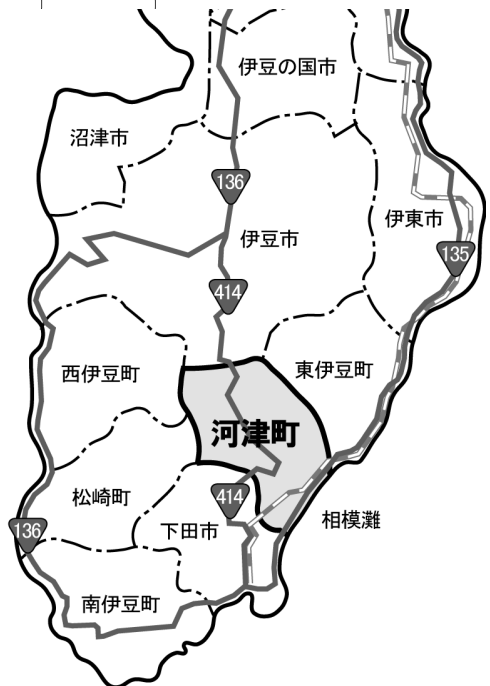 伊豆の国市
沼津市
136
伊東市
伊豆市
135
414
西伊豆町
東伊豆町
河津町
松崎町
414
相模灘
136
下田市
南伊豆町